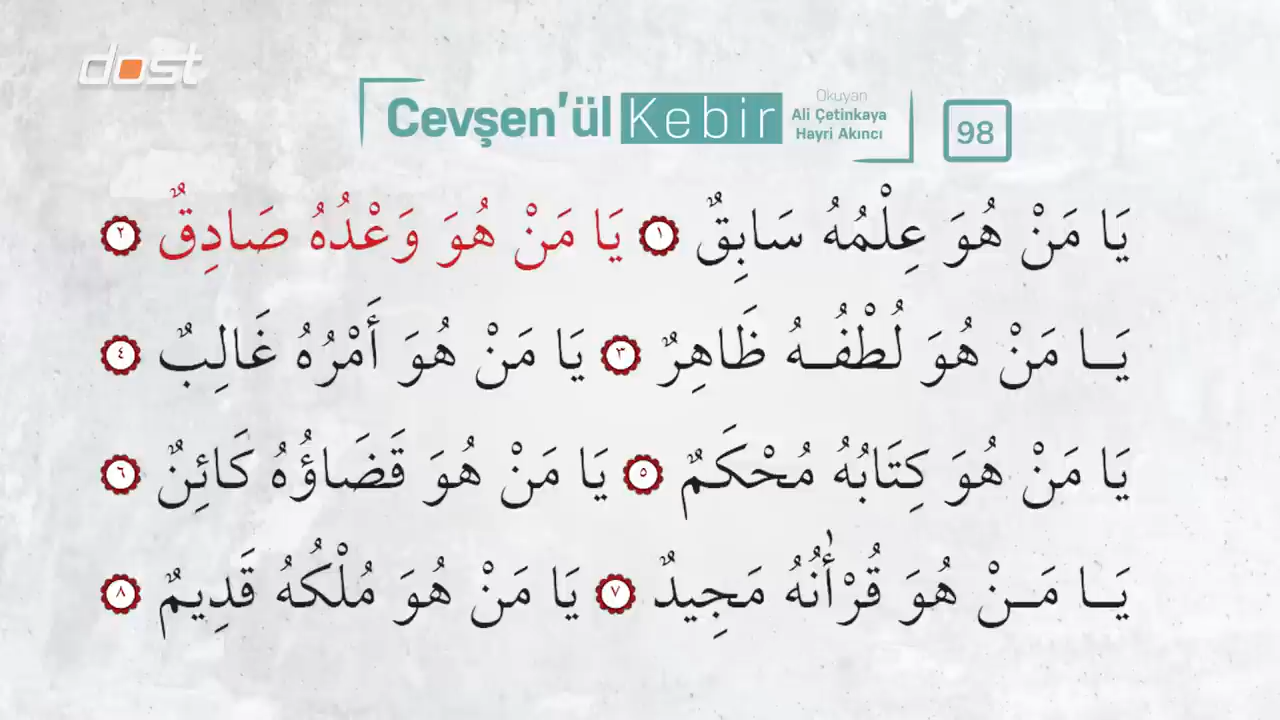 dost
Cevşen'ül Kebir
Okuyan
Ali Çetinkaya
Hayri Akıncı
98
يَا مَنْ هُوَ عِلْمُهُ سَابِقٌ ١ يَا مَنْ هُوَ وَعْدُهُ صَادِقٌ ٢
يَـا مَنْ هُوَ لُطْفُـهُ ظَاهِرٌ ٣ يَا مَنْ هُوَ أَمْرُهُ غَالِبٌ ٤
يَا مَنْ هُوَ كِتَابُهُ مُحْكَمٌ ٥ يَا مَنْ هُوَ قَضَاؤُهُ كَائِنٌ ٦
يَـا مَـنْ هُوَ قُرْأٰنُهُ مَجِيدٌ ٧ يَا مَنْ هُوَ مُلْكُهُ قَدِيمٌ ٨